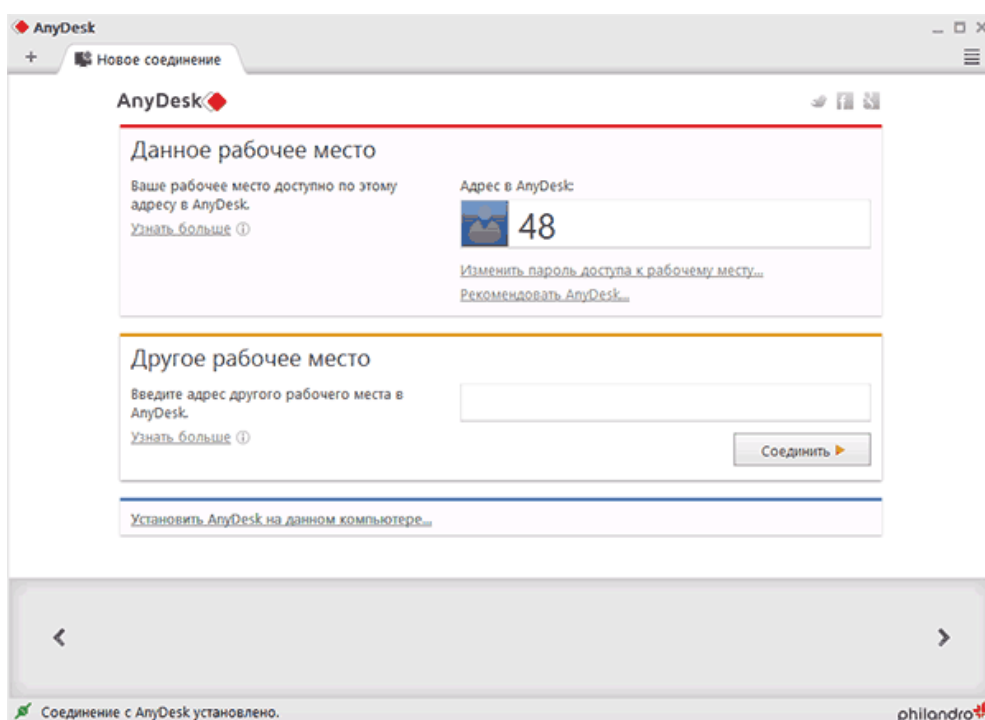 AnyDesk
Новое соединение
AnyDesk
Данное рабочее место
Ваше рабочее место доступно по этому
адресу в AnyDesk.
Узнать больше
Адрес в AnyDesk:
48
Изменить пароль доступа к рабочему месту...
Рекомендовать AnyDesk...
Другое рабочее место
Введите адрес другого рабочего места в
AnyDesk.
Узнать больше
Соединить
Установить AnyDesk на данном компьютере...
Соединение с AnyDesk установлено.
philandro